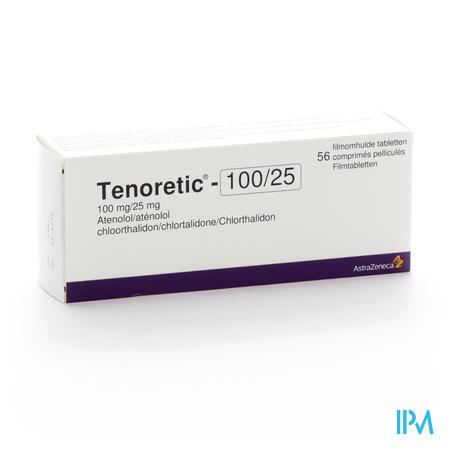 Tenoretic®-100/25
100 mg/25 mg
Atenolol/aténolol
chloorthalidon/chlortalidone/Chlorthalidon
56 filmomhulde tabletten
comprimés pelliculés
Filmtabletten
AstraZeneca
IPM